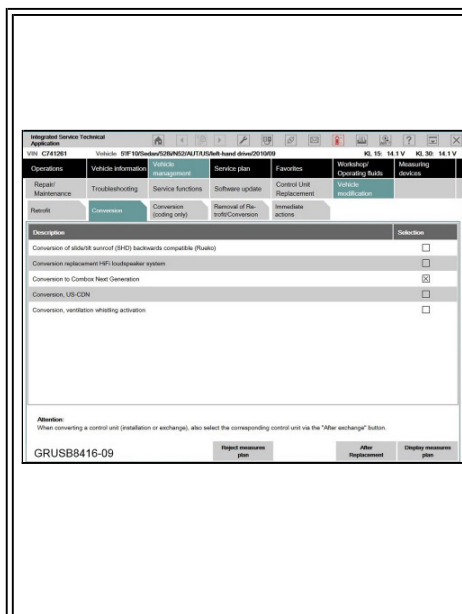 Integrated Service Technical
Application
VIN C741261 Vehicle 5/F10/Sedan/528i/N52/AUT/US/left-hand drive/2010/09 KL 15: 14.1 V KL 30: 14.1 V
Operations Vehicle information Vehicle management Service plan Favorites Workshop/ Operating fluids Measuring devices
Repair/ Maintenance Troubleshooting Service functions Software update Control Unit Replacement Vehicle modification
Retrofit Conversion Conversion (coding only) Removal of Re- trofit/Conversion Immediate actions
Description Selection
Conversion of slide/tilt sunroof (SHD) backwards compatible (Rusko)
Conversion replacement HiFi loudspeaker system
Conversion to Combox Next Generation
Conversion, US-CDN
Conversion, ventilation whistling activation
Attention:
When converting a control unit (installation or exchange), also select the corresponding control unit via the "After exchange" button.
GRUSB8416-09
Reject measures plan After Replacement Display measures plan